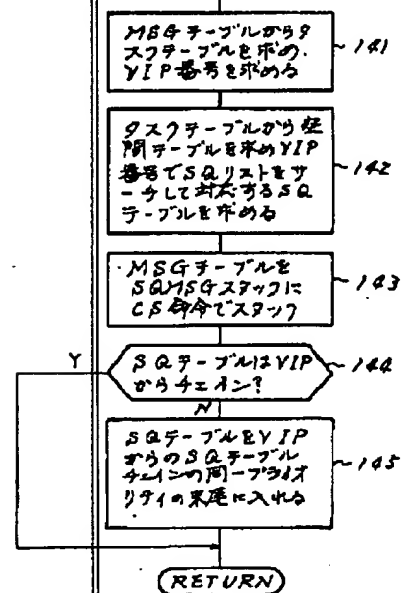 MSGテーブルからタ
スクテーブルを求め、
VIP番号を求める
141
タスクテーブルから空
間テーブルを求めVIP
番号でSQリストをサ
ーチして対応するSQ
テーブルを求める
142
MSGテーブルを
SQMSGスタックに
CS命令でスタック
143
SQテーブルはVIP
からチェイン?
144
Y
N
SQテーブルをVIP
からのSQテーブル
チェインの同一プライオ
リティの末尾に入れる
145
RETURN